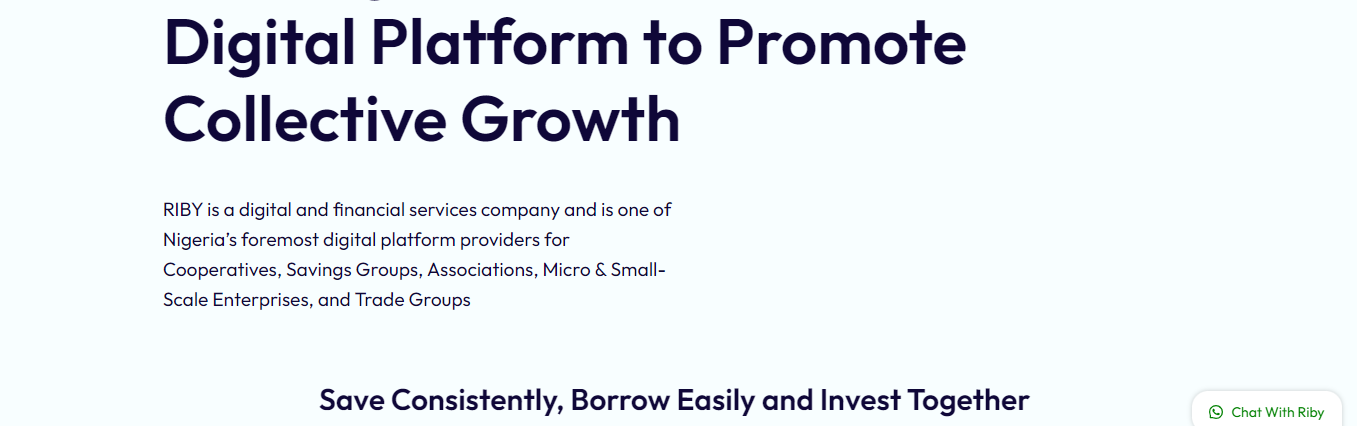 Digital Platform to Promote
Collective Growth
RIBY is a digital and financial services company and is one of
Nigeria’s foremost digital platform providers for
Cooperatives, Savings Groups, Associations, Micro & Small-
Scale Enterprises, and Trade Groups
Save Consistently, Borrow Easily and Invest Together
Chat With Riby